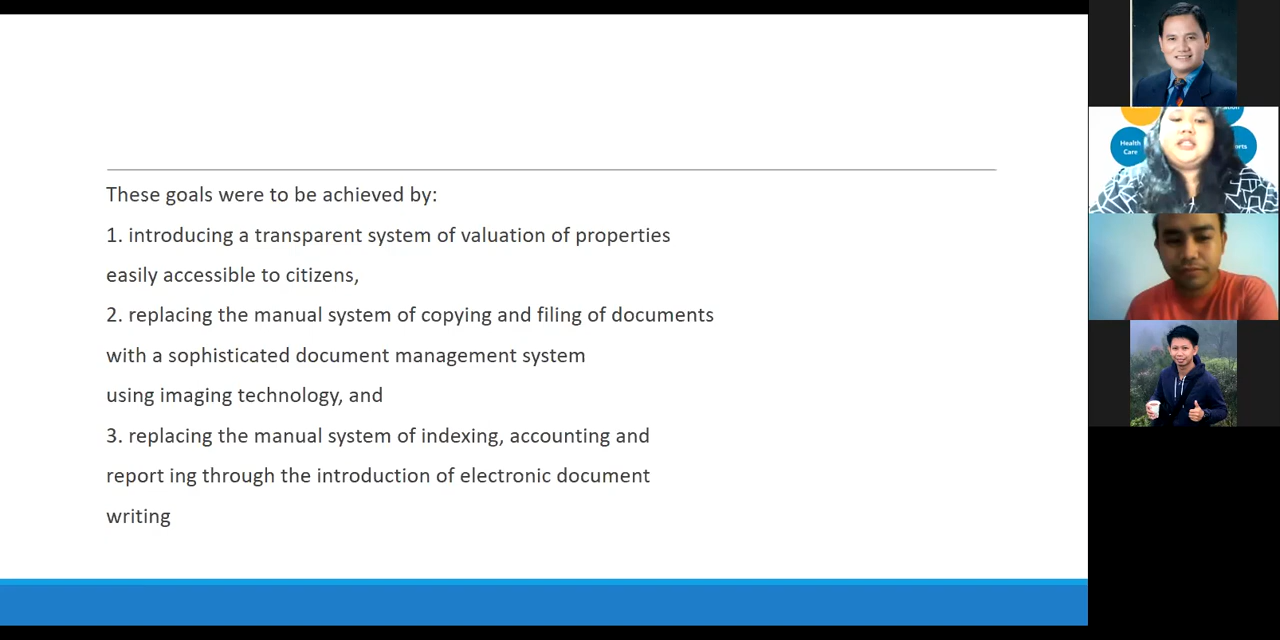 These goals were to be achieved by:
1. introducing a transparent system of valuation of properties
easily accessible to citizens,
2. replacing the manual system of copying and filing of documents
with a sophisticated document management system
using imaging technology, and
3. replacing the manual system of indexing, accounting and
report ing through the introduction of electronic document
writing
Health
Care